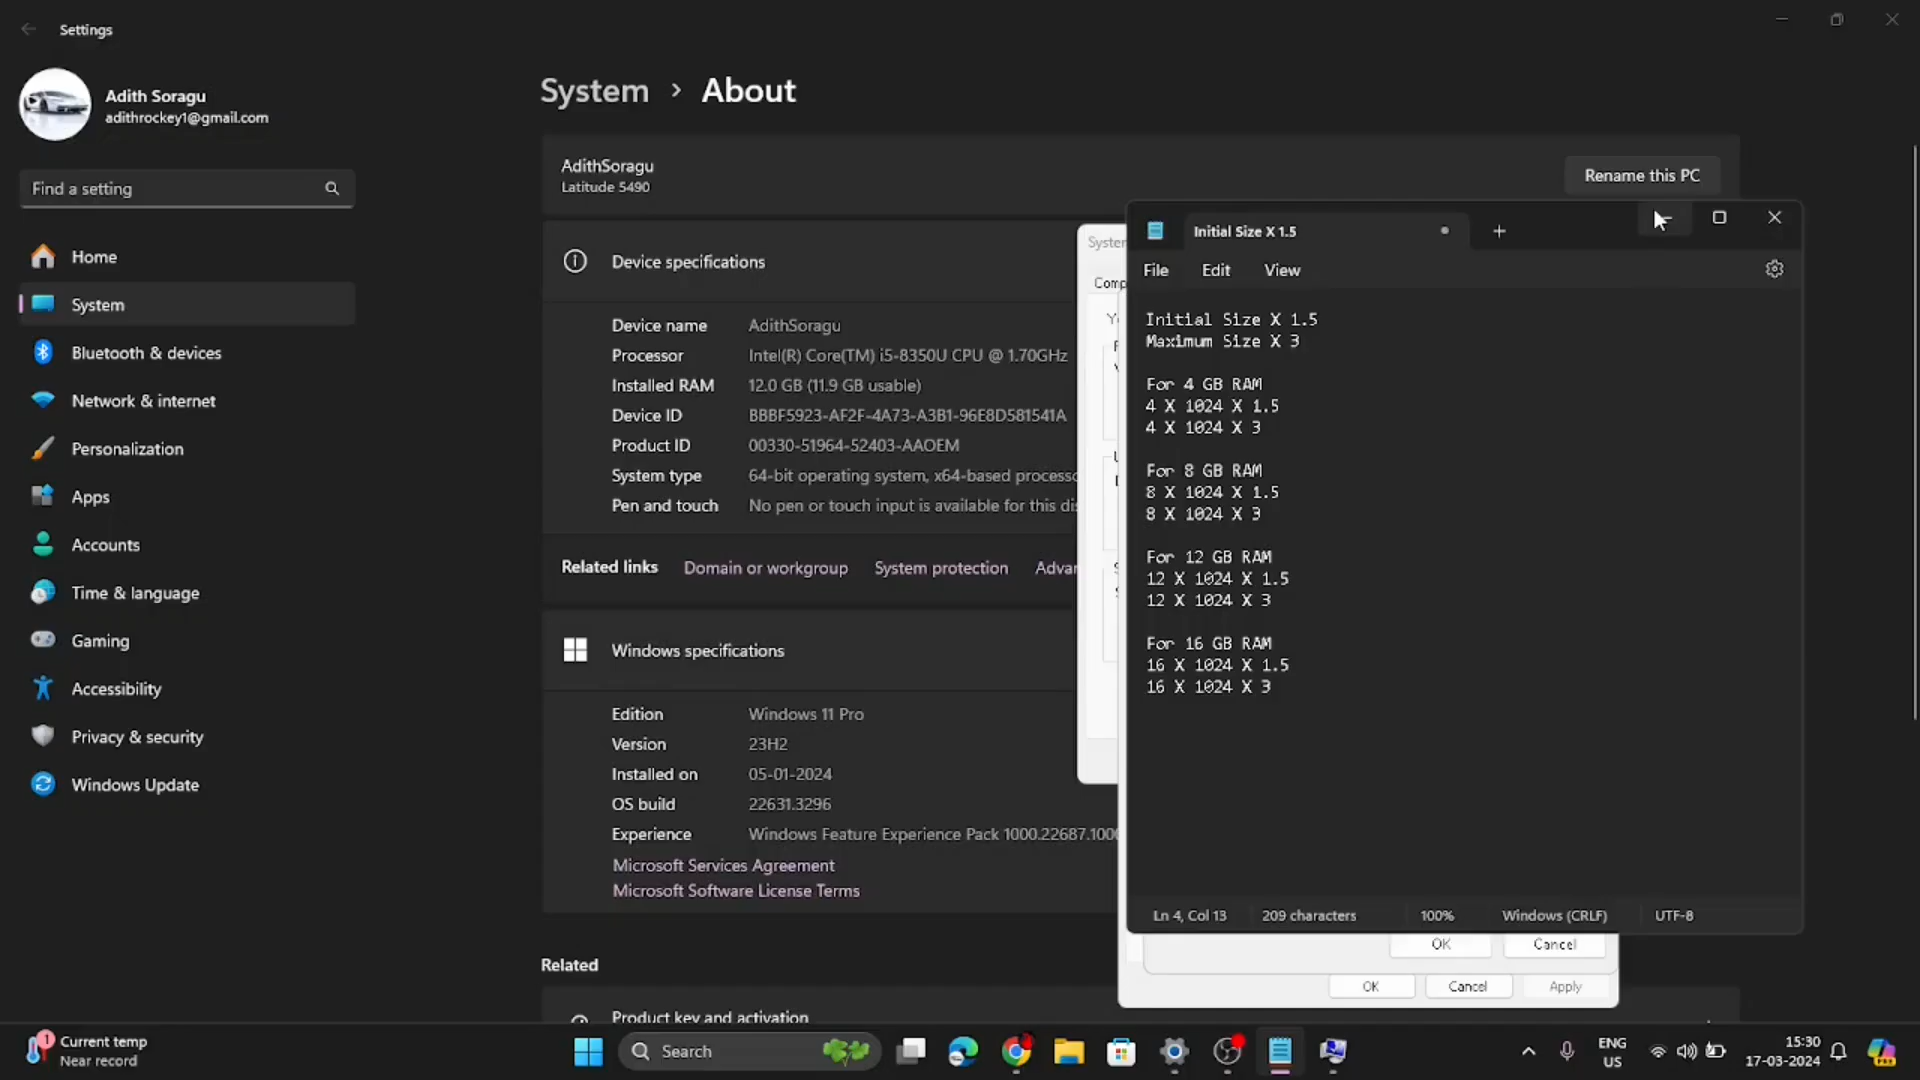 Settings
Adith Soragu
adithrockey1@gmail.com
Find a setting
Home
System
Bluetooth & devices
Network & internet
Personalization
Apps
Accounts
Time & language
Gaming
Accessibility
Privacy & security
Windows Update
System > About
AdithSoragu
Latitude 5490
Rename this PC
Device specifications
Device name AdithSoragu
Processor Intel(R) Core(TM) i5-8350U CPU @ 1.70GHz
Installed RAM 12.0 GB (11.9 GB usable)
Device ID BBBF5923-AF2F-4A73-A3B1-96E8D581541A
Product ID 00330-51964-52403-AAOEM
System type 64-bit operating system, x64-based
Pen and touch No pen or touch input is available for this
Related links Domain or workgroup System protection
Windows specifications
Edition Windows 11 Pro
Version 23H2
Installed on 05-01-2024
OS build 22631.3296
Experience Windows Feature Experience Pack
Microsoft Services Agreement
Microsoft Software License Terms
Related
Product key and activation
Initial Size X 1.5
File Edit View
Initial Size X 1.5
Maximum Size X 3
For 4 GB RAM
4 X 1024 X 1.5
4 X 1024 X 3
For 8 GB RAM
8 X 1024 X 1.5
8 X 1024 X 3
For 12 GB RAM
12 X 1024 X 1.5
12 X 1024 X 3
For 16 GB RAM
16 X 1024 X 1.5
16 X 1024 X 3
Ln 4, Col 13 209 characters 100% Windows (CRLF) UTF-8
OK Cancel
OK Cancel Apply
1
Current temp
Near record
Search
ENG
US
15:30
17-03-2024